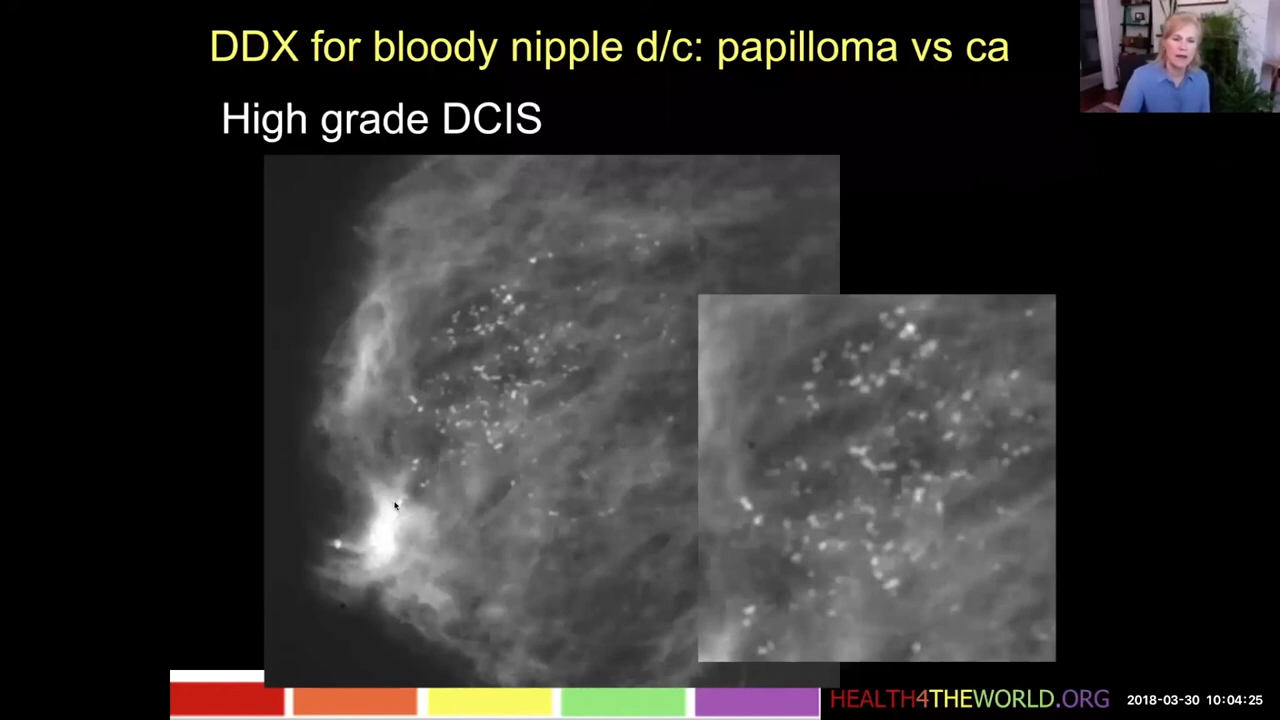 DDX for bloody nipple d/c: papilloma vs ca
High grade DCIS
HEALTH4THEWORLD.ORG
2018-03-30 10:04:25